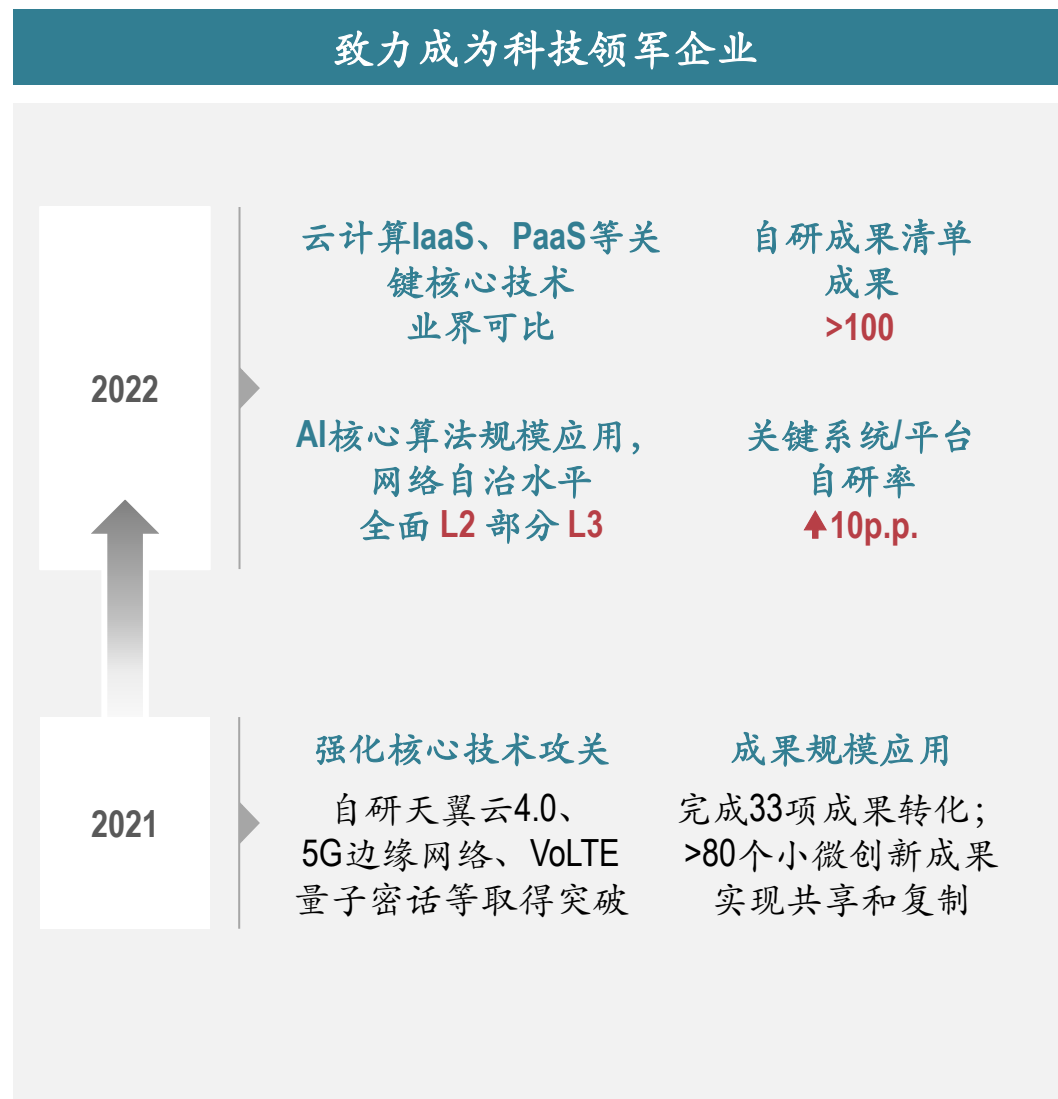 致力成为科技领军企业
2022
云计算IaaS、PaaS等关
键核心技术
业界可比
自研成果清单
成果
>100
AI核心算法规模应用，
网络自治水平
全面 L2 部分 L3
关键系统/平台
自研率
10p.p.
2021
强化核心技术攻关
自研天翼云4.0、
5G边缘网络、VoLTE
量子密话等取得突破
成果规模应用
完成33项成果转化；
>80个小微创新成果
实现共享和复制